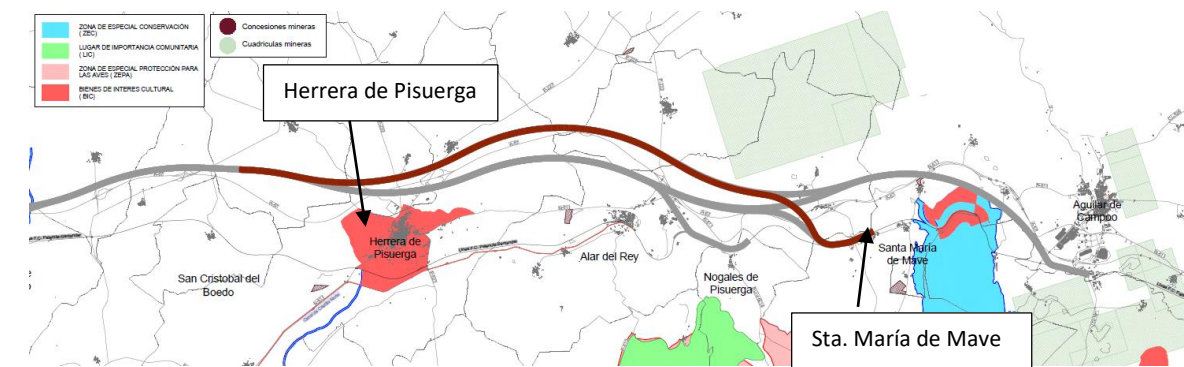 ZONA DE ESPECIAL CONSERVACIÓN
( ZEC)
LUGAR DE IMPORTANCIA COMUNITARIA
( LIC)
ZONA DE ESPECIAL PROTECCIÓN PARA
LAS AVES ( ZEPA)
BIENES DE INTERES CULTURAL
( BIC)
Concesiones mineras
Cuadrículas mineras
Herrera de Pisuerga
Aguilar de
Campoo
Herrera de
Pisuerga
Santa María
de Mave
Alar del Rey
San Cristobal del
Boedo
Nogales de
Pisuerga
Sta. María de Mave